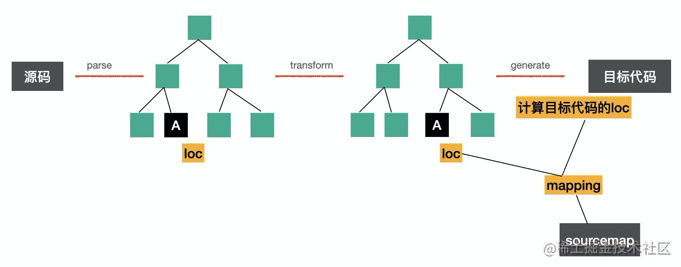 源码
parse
transform
generate
目标代码
计算目标代码的loc
A
A
loc
loc
mapping
sourcemap
@稀土掘金技术社区